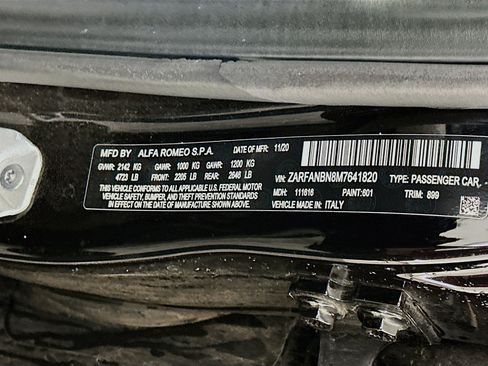 MFD BY ALFA ROMEO S.P.A. DATE OF MFR: 11/20
GVWR: 2142 KG GAWR: 1000 KG GAWR: 1200 KG
4723 LB FRONT: 2205 LB REAR: 2646 LB
THIS VEHICLE CONFORMS TO ALL APPLICABLE U.S. FEDERAL MOTOR
VEHICLE SAFETY, BUMPER, AND THEFT PREVENTION STANDARDS
IN EFFECT ON THE DATE OF MANUFACTURE SHOWN ABOVE.
VIN: ZARFANBN8M7641820 TYPE: PASSENGER CAR
MDH: 111616 PAINT: 601 TRIM: 899
VEHICLE MADE IN: ITALY